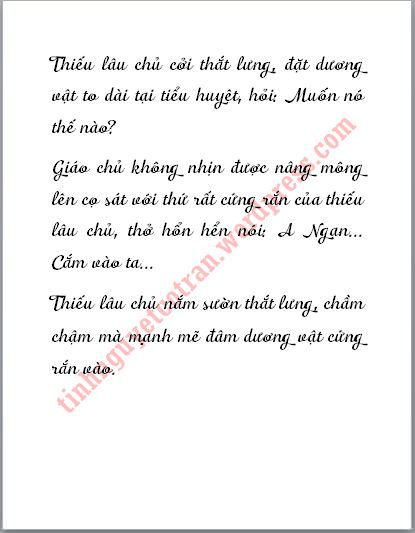 Thiếu lâu chủ cởi thắt lưng, đặt dương
vật to dài tại tiểu huyệt, hỏi: Muốn nó
thế nào?
Giáo chủ không nhịn được nâng mông
lên cọ sát với thứ rất cứng rắn của thiếu
lâu chủ, thở hổn hển nói: A Ngạn...
Cắm vào ta...
Thiếu lâu chủ nắm sườn thắt lưng, chầm
chậm mà mạnh mẽ đâm dương vật cứng
rắn vào.
tinhnguyetcotran.wordpress.com